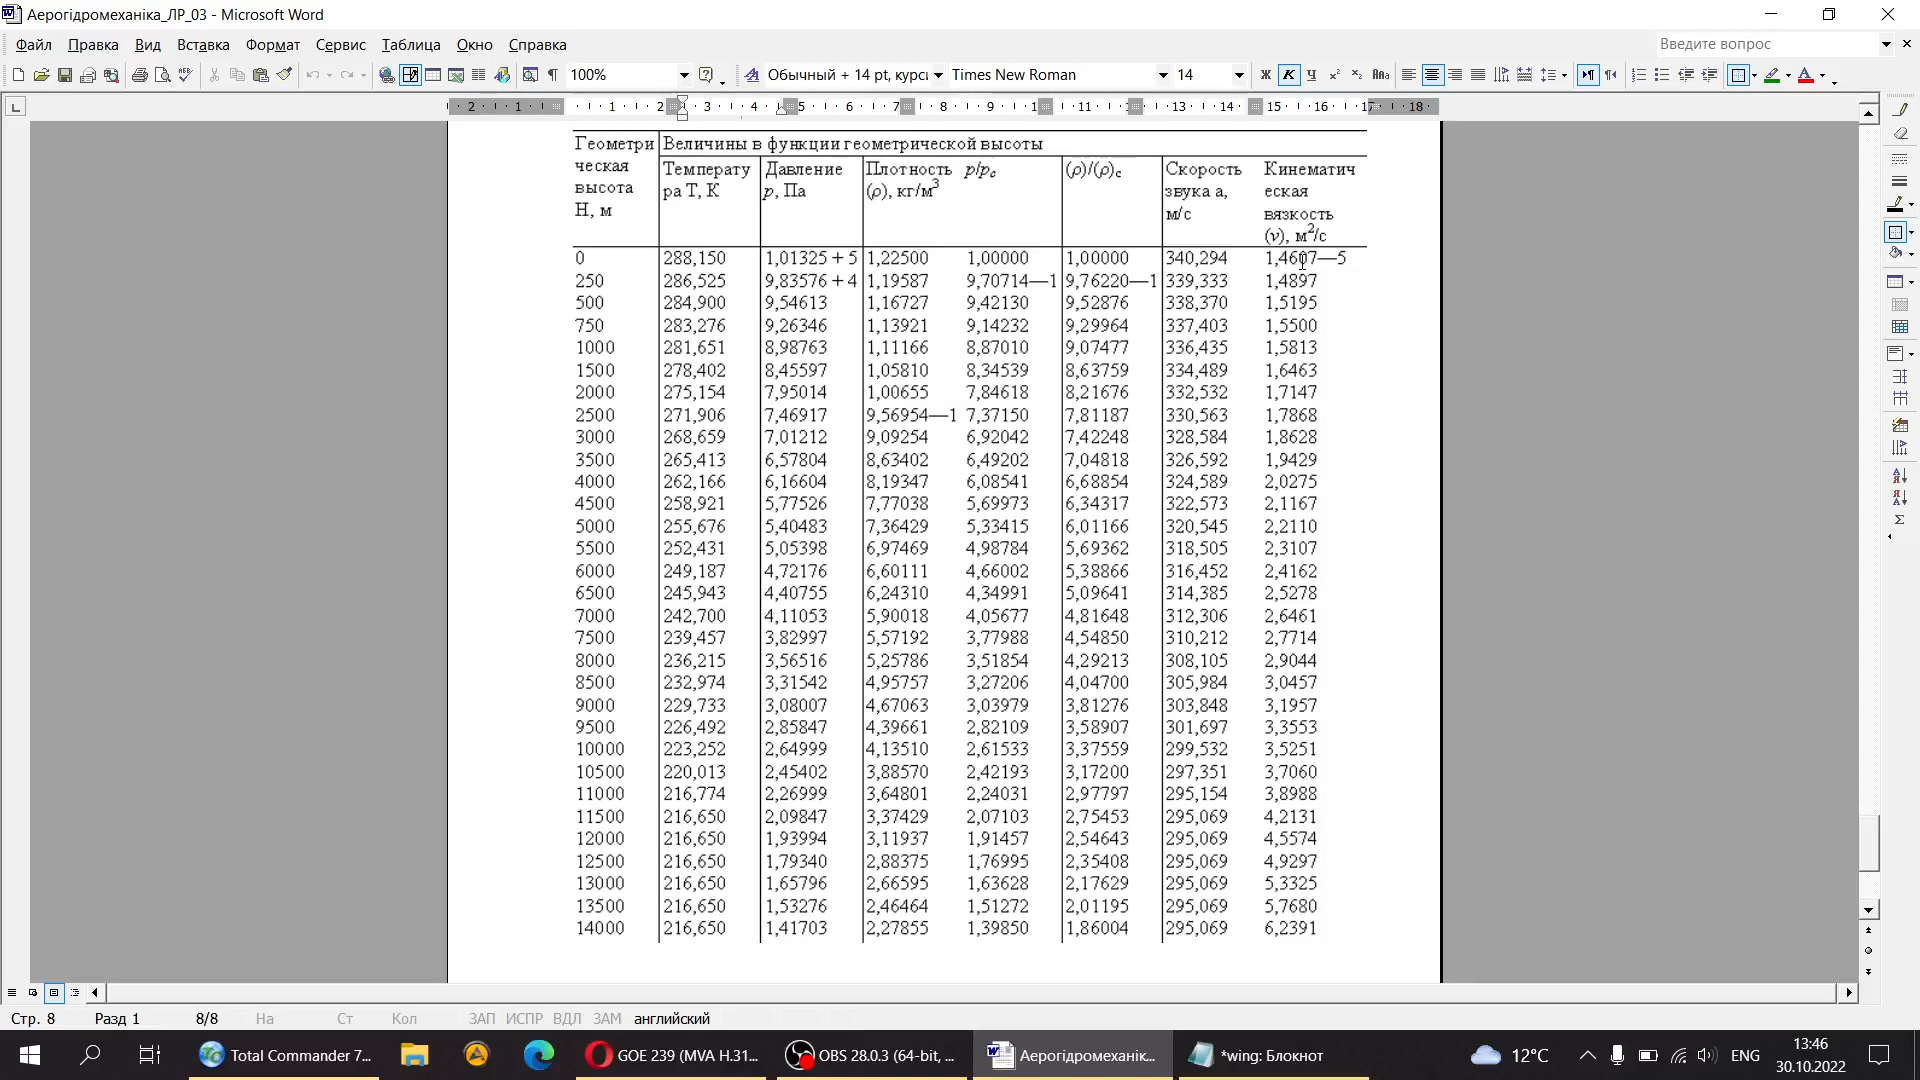 Аерогідромеханіка_ЛР_03 - Microsoft Word
Файл Правка Вид Вставка Формат Сервис Таблица Окно Справка Введите вопрос
100% Обычный + 14 pt, курсі Times New Roman 14
2 1 1 2 3 4 5 6 7 8 9 1 11 13 14 15 16 17 18
Геометри Величины в функции геометрической высоты
ческая высота Н, м
Температу ра Т, К
Давление p, Па
Плотность (ρ), кг/м³
p/pc
(ρ)/(ρ)c
Скорость звука а, м/с
Кинематич еская вязкость (ν), м²/с
0 288,150 1,01325 + 5 1,22500 1,00000 1,00000 340,294 1,4607—5
250 286,525 9,83576 + 4 1,19587 9,70714—1 9,76220—1 339,333 1,4897
500 284,900 9,54613 1,16727 9,42130 9,52876 338,370 1,5195
750 283,276 9,26346 1,13921 9,14232 9,29964 337,403 1,5500
1000 281,651 8,98763 1,11166 8,87010 9,07477 336,435 1,5813
1500 278,402 8,45597 1,05810 8,34539 8,63759 334,489 1,6463
2000 275,154 7,95014 1,00655 7,84618 8,21676 332,532 1,7147
2500 271,906 7,46917 9,56954—1 7,37150 7,81187 330,563 1,7868
3000 268,659 7,01212 9,09254 6,92042 7,42248 328,584 1,8628
3500 265,413 6,57804 8,63402 6,49202 7,04818 326,592 1,9429
4000 262,166 6,16604 8,19347 6,08541 6,68854 324,589 2,0275
4500 258,921 5,77526 7,77038 5,69973 6,34317 322,573 2,1167
5000 255,676 5,40483 7,36429 5,33415 6,01166 320,545 2,2110
5500 252,431 5,05398 6,97469 4,98784 5,69362 318,505 2,3107
6000 249,187 4,72176 6,60111 4,66002 5,38866 316,452 2,4162
6500 245,943 4,40755 6,24310 4,34991 5,09641 314,385 2,5278
7000 242,700 4,11053 5,90018 4,05677 4,81648 312,306 2,6461
7500 239,457 3,82997 5,57192 3,77988 4,54850 310,212 2,7714
8000 236,215 3,56516 5,25786 3,51854 4,29213 308,105 2,9044
8500 232,974 3,31542 4,95757 3,27206 4,04700 305,984 3,0457
9000 229,733 3,08007 4,67063 3,03979 3,81276 303,848 3,1957
9500 226,492 2,85847 4,39661 2,82109 3,58907 301,697 3,3553
10000 223,252 2,64999 4,13510 2,61533 3,37559 299,532 3,5251
10500 220,013 2,45402 3,88570 2,42193 3,17200 297,351 3,7060
11000 216,774 2,26999 3,64801 2,24031 2,97797 295,154 3,8988
11500 216,650 2,09847 3,37429 2,07103 2,75453 295,069 4,2131
12000 216,650 1,93994 3,11937 1,91457 2,54643 295,069 4,5574
12500 216,650 1,79340 2,88375 1,76995 2,35408 295,069 4,9297
13000 216,650 1,65796 2,66595 1,63628 2,17629 295,069 5,3325
13500 216,650 1,53276 2,46464 1,51272 2,01195 295,069 5,7680
14000 216,650 1,41703 2,27855 1,39850 1,86004 295,069 6,2391
Стр. 8 Разд 1 8/8 На Ст Кол ЗАП ИСПР ВДЛ ЗАМ английский
Total Commander 7... GOE 239 (MVA H.31... OBS 28.0.3 (64-bit, ... Аерогідромеханік... *wing: Блокнот 12°C ENG 13:46
30.10.2022